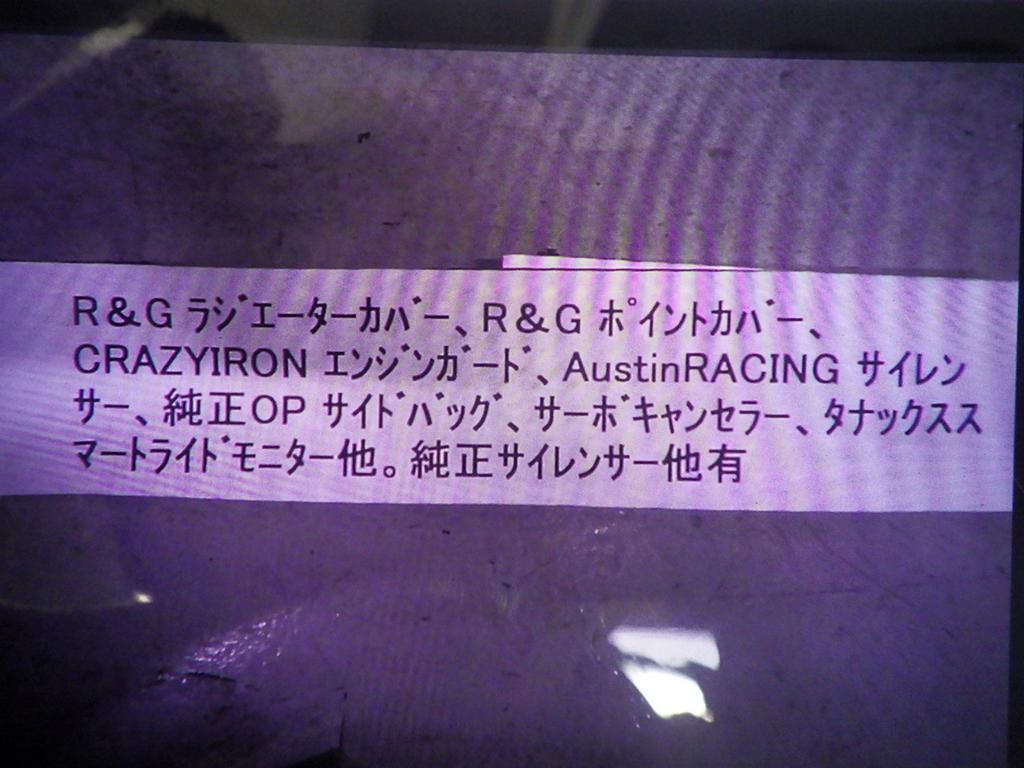 R&G ラジエーターカバー、R&G ポイントカバー、
CRAZYIRON エンジンガード、AustinRACING サイレン
サー、純正OP サイドバッグ、サーボキャンセラー、タナックスス
マートライドモニター他。純正サイレンサー他有